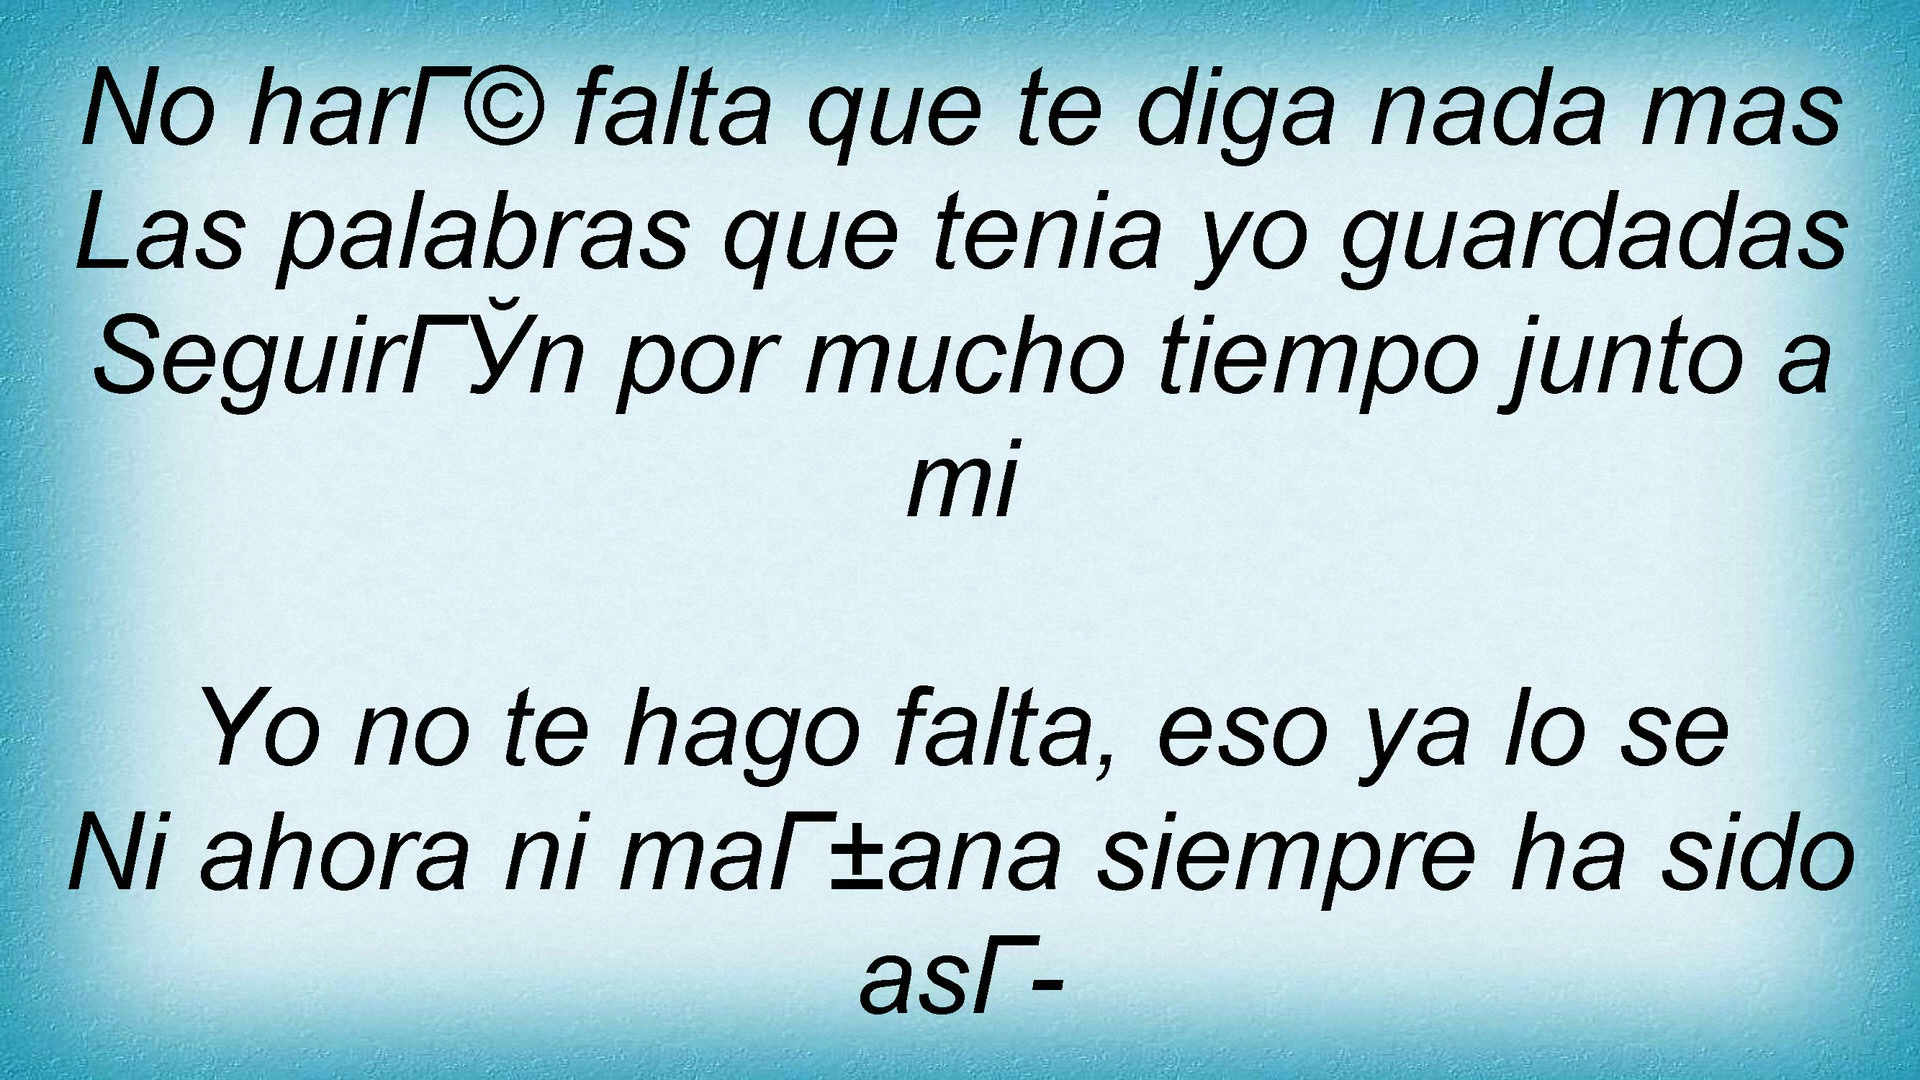 No harГ© falta que te diga nada mas
Las palabras que tenia yo guardadas
SeguirГЎn por mucho tiempo junto a
mi
Yo no te hago falta, eso ya lo se
Ni ahora ni maГ±ana siempre ha sido
asГ-